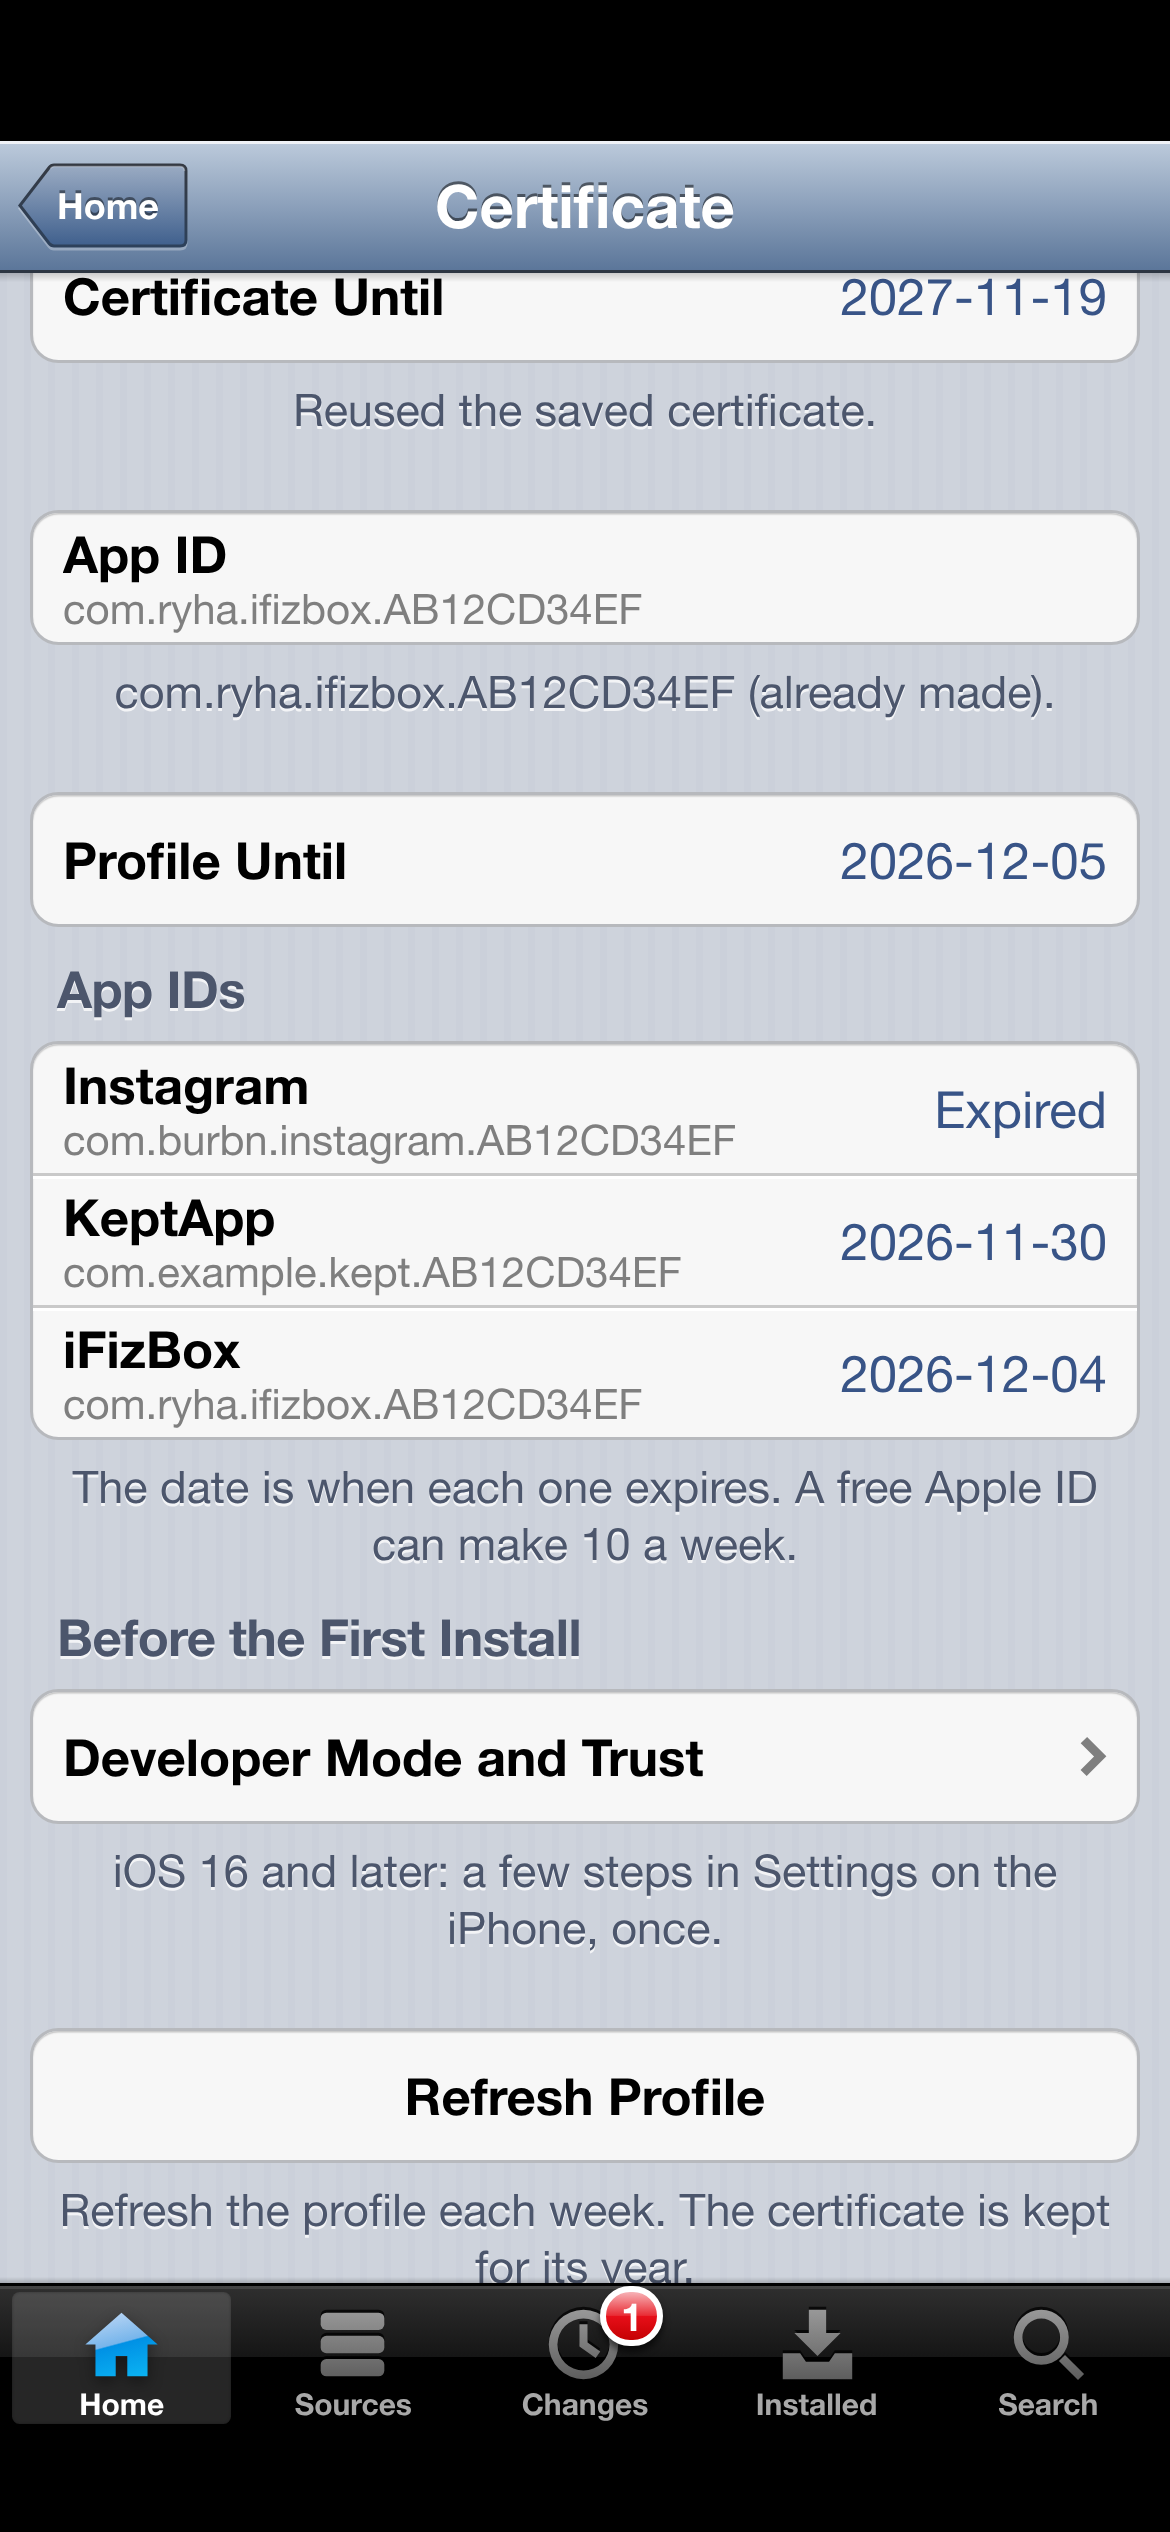 Home
Certificate
Certificate Until
2027-11-19
Reused the saved certificate.
App ID
com.ryha.ifizbox.AB12CD34EF
com.ryha.ifizbox.AB12CD34EF (already made).
Profile Until
2026-12-05
App IDs
Instagram
com.burbn.instagram.AB12CD34EF
Expired
KeptApp
com.example.kept.AB12CD34EF
2026-11-30
iFizBox
com.ryha.ifizbox.AB12CD34EF
2026-12-04
The date is when each one expires. A free Apple ID
can make 10 a week.
Before the First Install
Developer Mode and Trust
iOS 16 and later: a few steps in Settings on the
iPhone, once.
Refresh Profile
Refresh the profile each week. The certificate is kept
for its year.
1
Home
Sources
Changes
Installed
Search